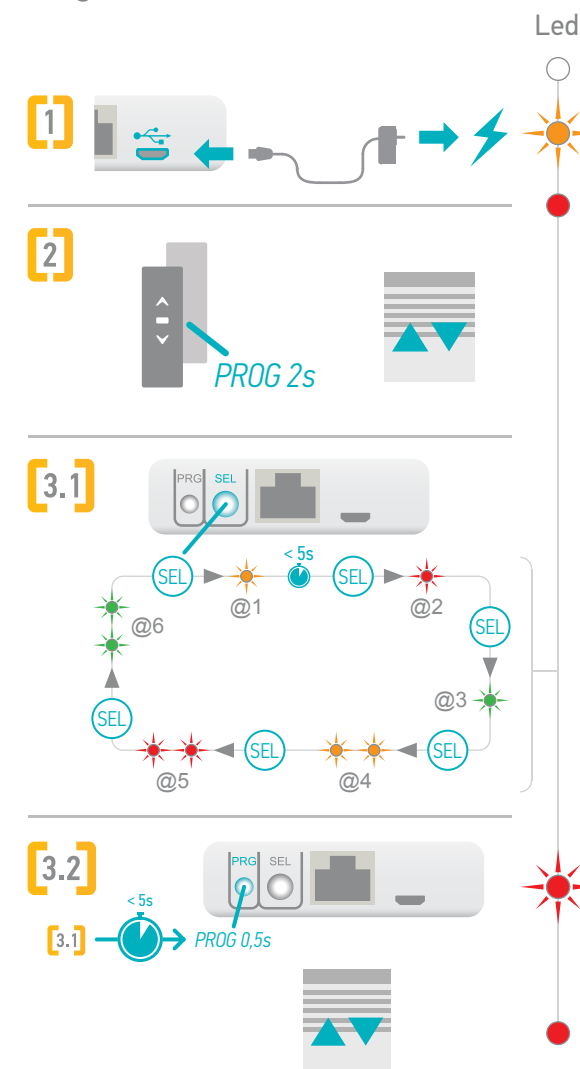 Led
[1]
[2]
PROG 2s
[3.1]
PRG SEL
< 5s
SEL SEL
@1 @2
@6 SEL
@3
SEL SEL SEL
@5 @4
[3.2]
PRG SEL
< 5s
[3.1] PROG 0,5s